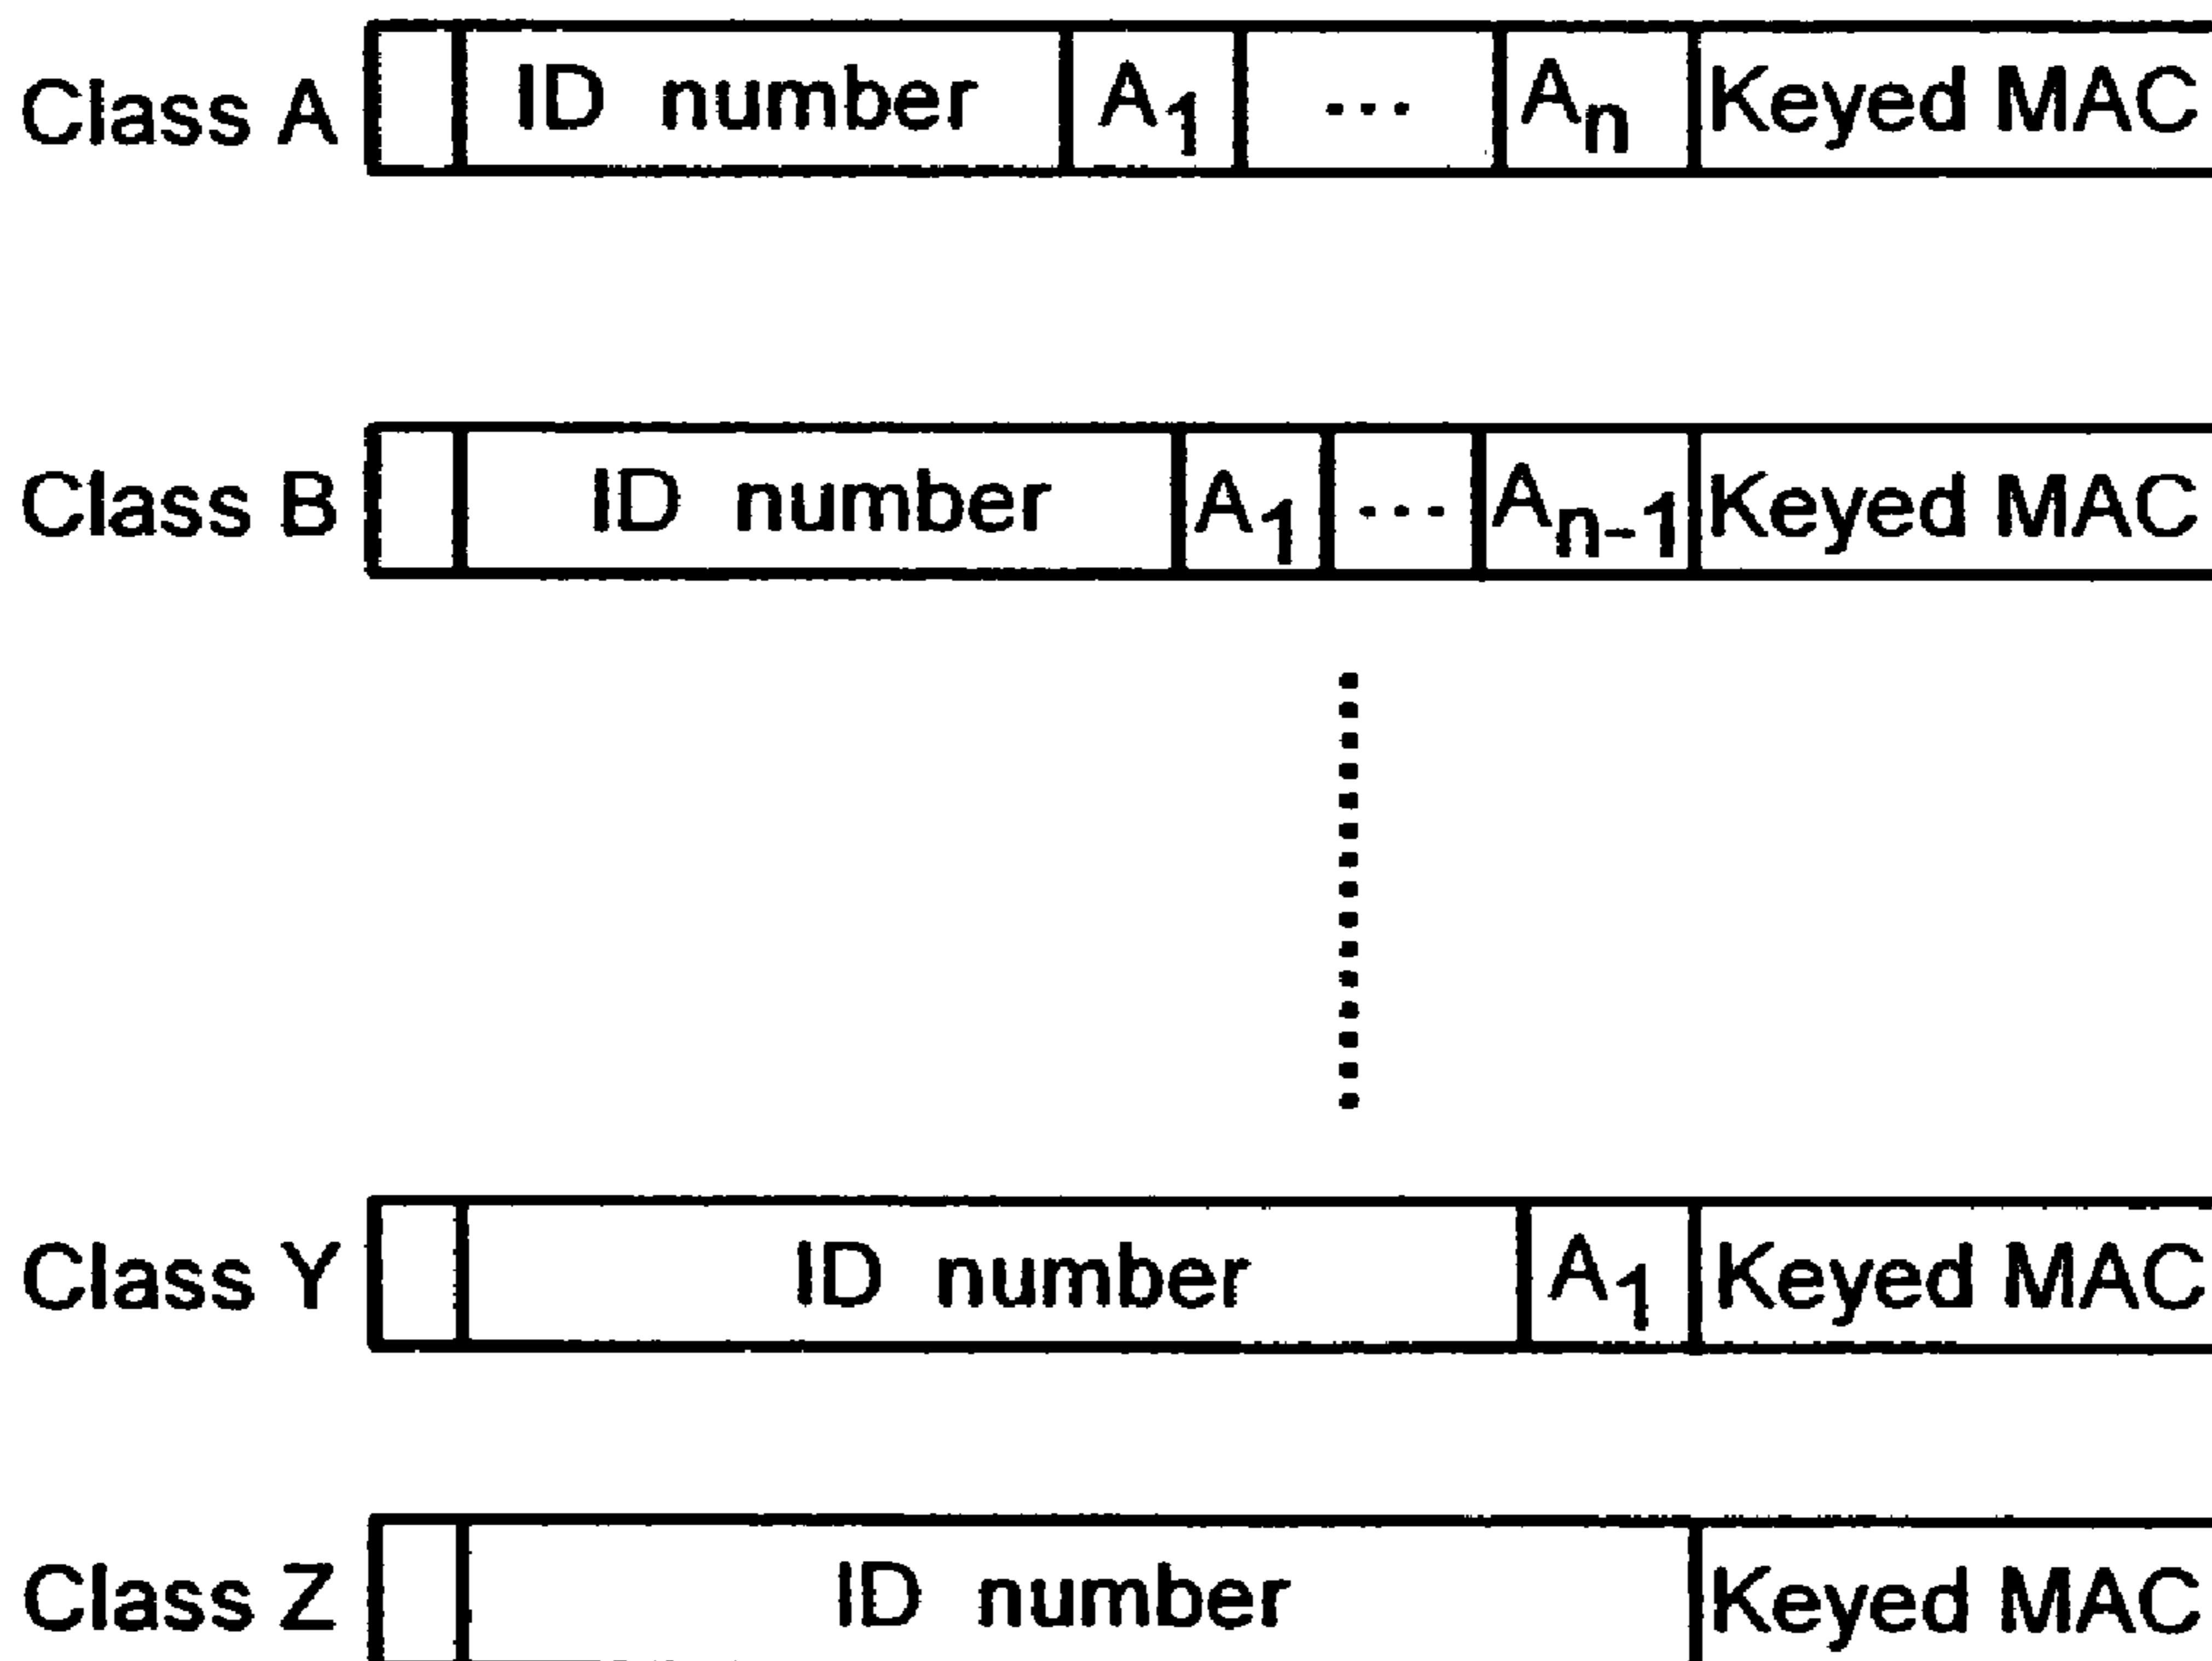 Class A ID number A1 ... An Keyed MAC
Class B ID number A1 ... An-1 Keyed MAC
Class Y ID number A1 Keyed MAC
Class Z ID number Keyed MAC